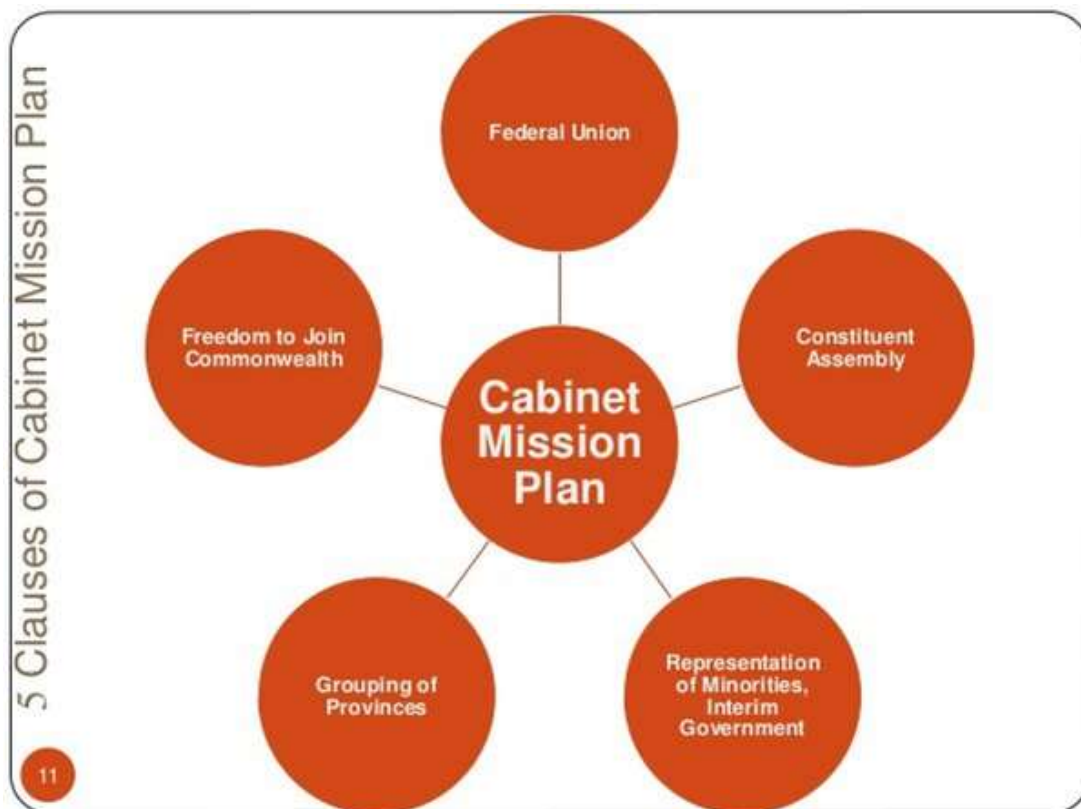 5 Clauses of Cabinet Mission Plan
Federal Union
Constituent
Assembly
Representation
of Minorities,
Interim
Government
Grouping of
Provinces
Freedom to Join
Commonwealth
Cabinet
Mission
Plan
11